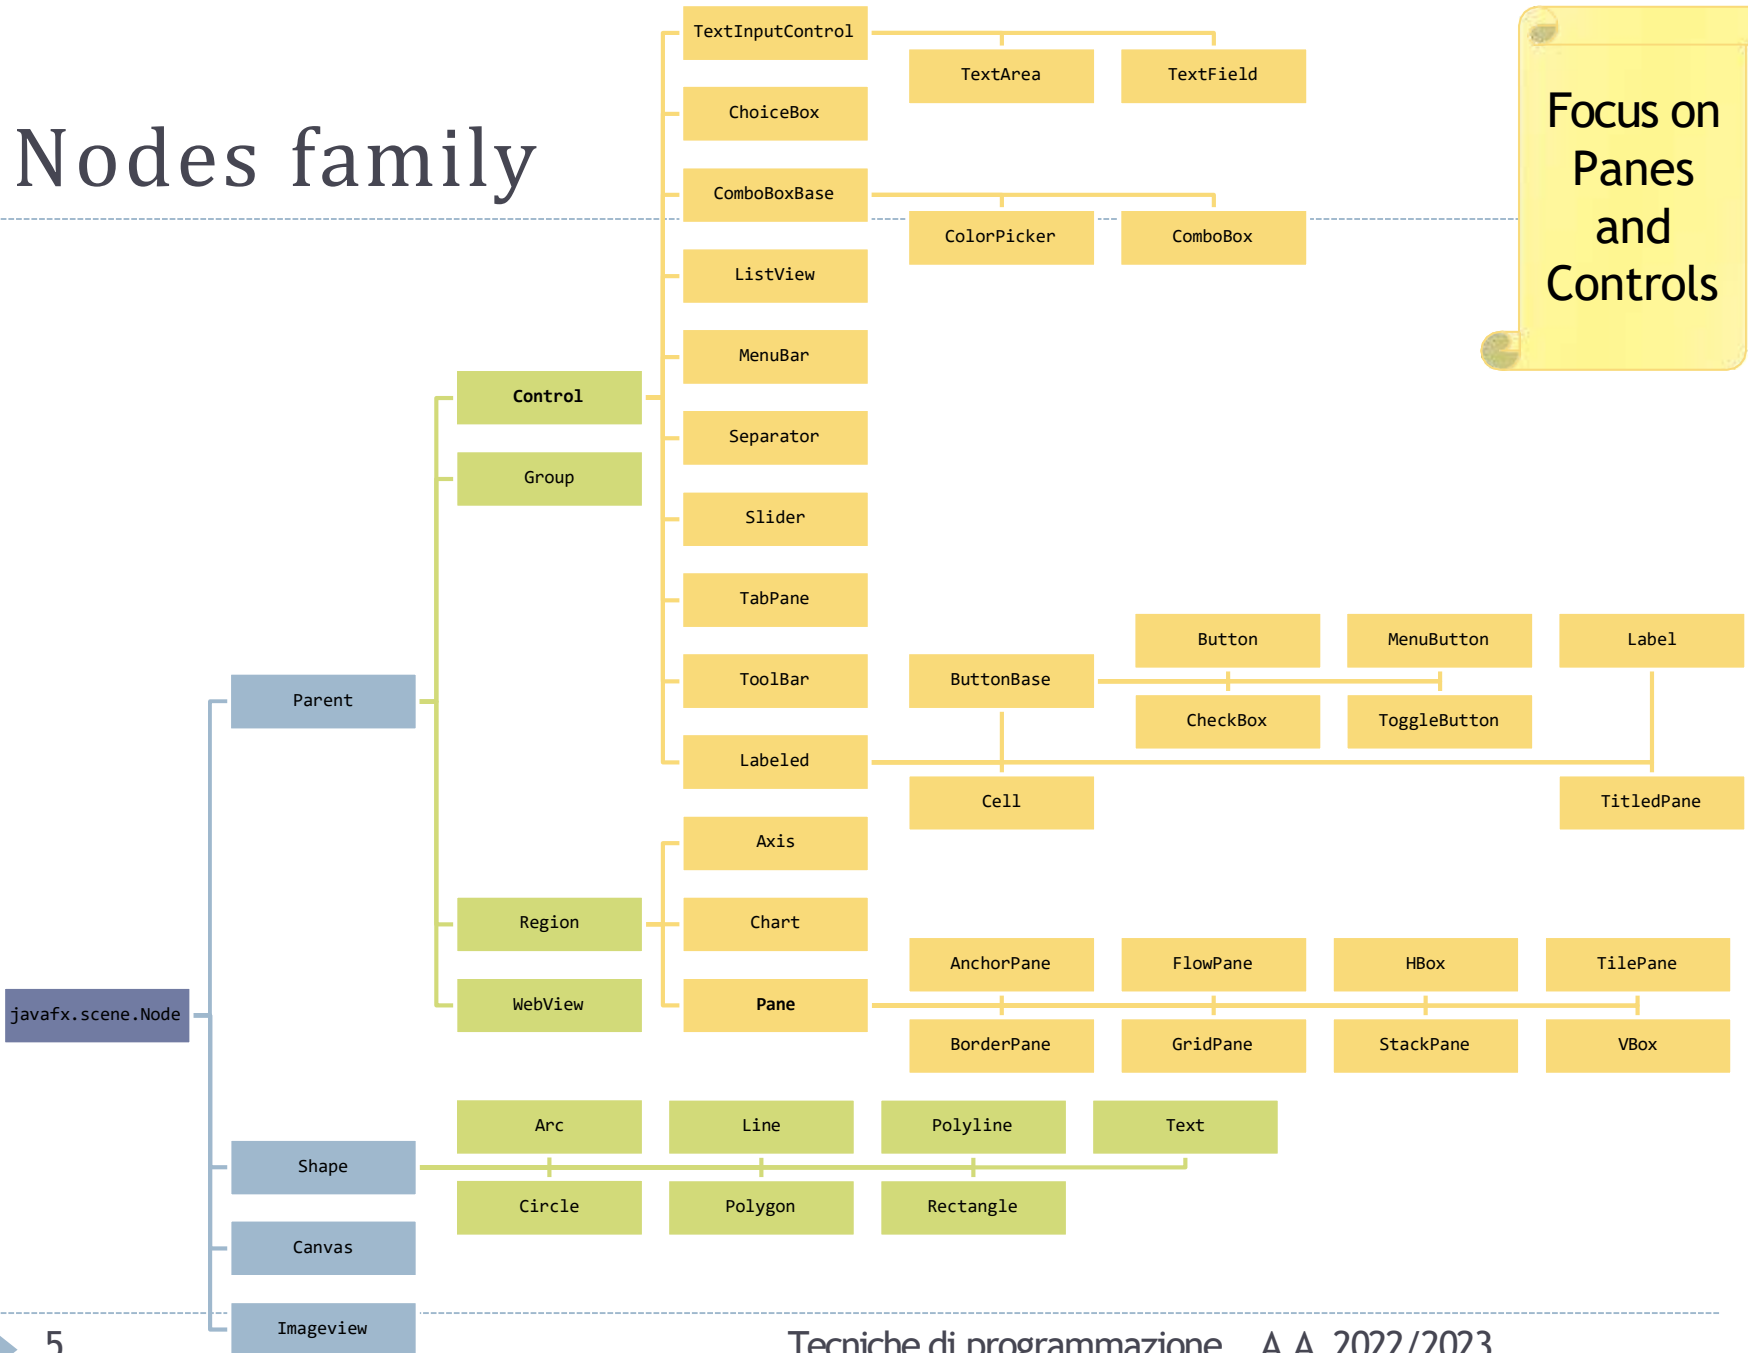 Nodes family
Focus on
Panes
and
Controls
javafx.scene.Node
Parent
Control
TextInputControl
TextArea
TextField
ChoiceBox
ComboBoxBase
ColorPicker
ComboBox
ListView
MenuBar
Separator
Slider
TabPane
ToolBar
Labeled
ButtonBase
Button
CheckBox
MenuButton
ToggleButton
Cell
Label
TitledPane
Group
Region
Axis
Chart
Pane
AnchorPane
BorderPane
FlowPane
GridPane
HBox
StackPane
TilePane
VBox
WebView
Shape
Arc
Circle
Line
Polygon
Polyline
Rectangle
Text
Canvas
Imageview
5
Tecniche di programmazione A.A. 2022/2023